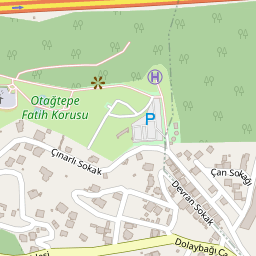 H
Otağtepe
Fatih Korusu
P
Çınarlı Sokak
Çan Sokağı
Devran Sokak
Dolaybağı Ca